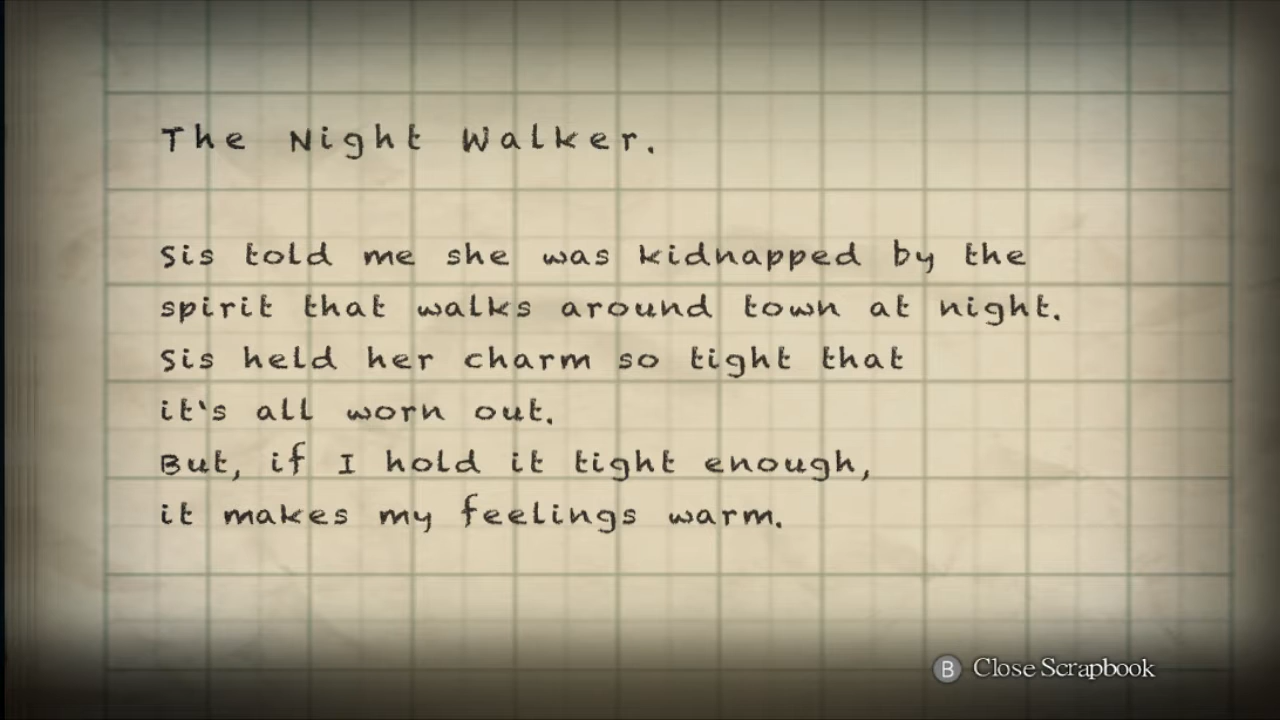 The Night Walker.
Sis told me she was kidnapped by the
spirit that walks around town at night.
Sis held her charm so tight that
it's all worn out.
But, if I hold it tight enough,
it makes my feelings warm.
B Close Scrapbook